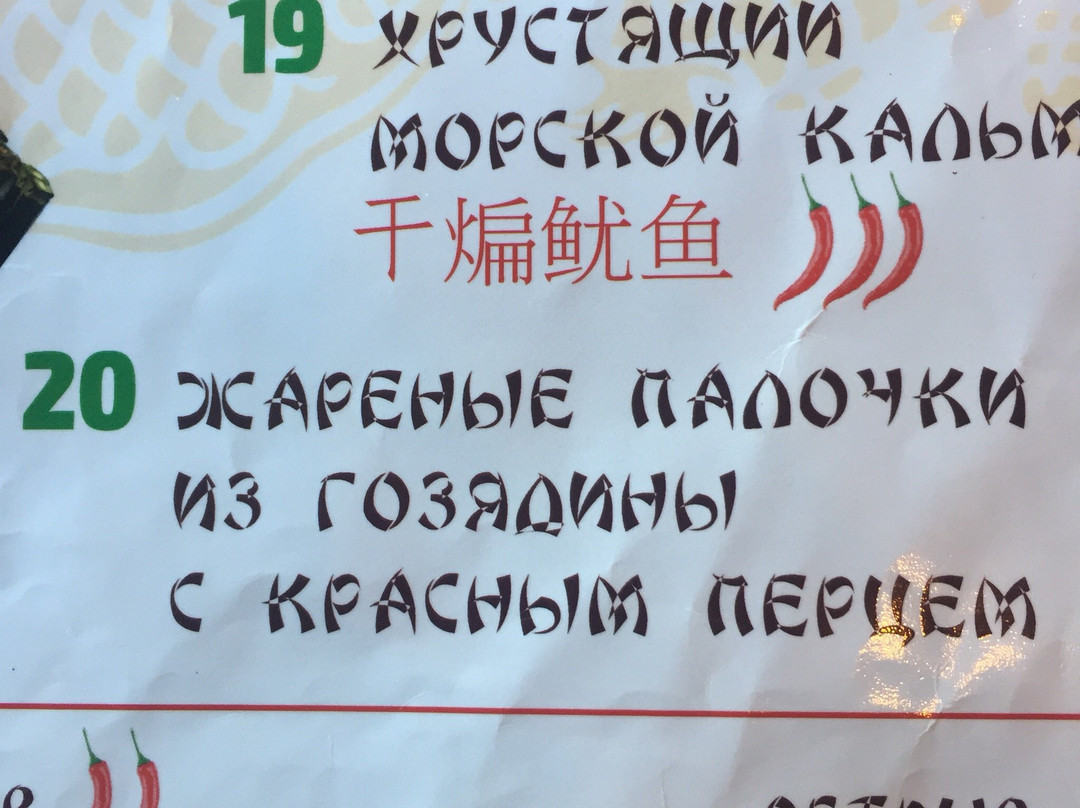 19 ХРУСТЯЩИЙ
МОРСКОЙ КАЛЬМ
干煸鱿鱼
20 ЖАРЕНЫЕ ПАЛОЧКИ
ИЗ ГОЗЯДИНЫ
С КРАСНЫМ ПЕРЦЕМ